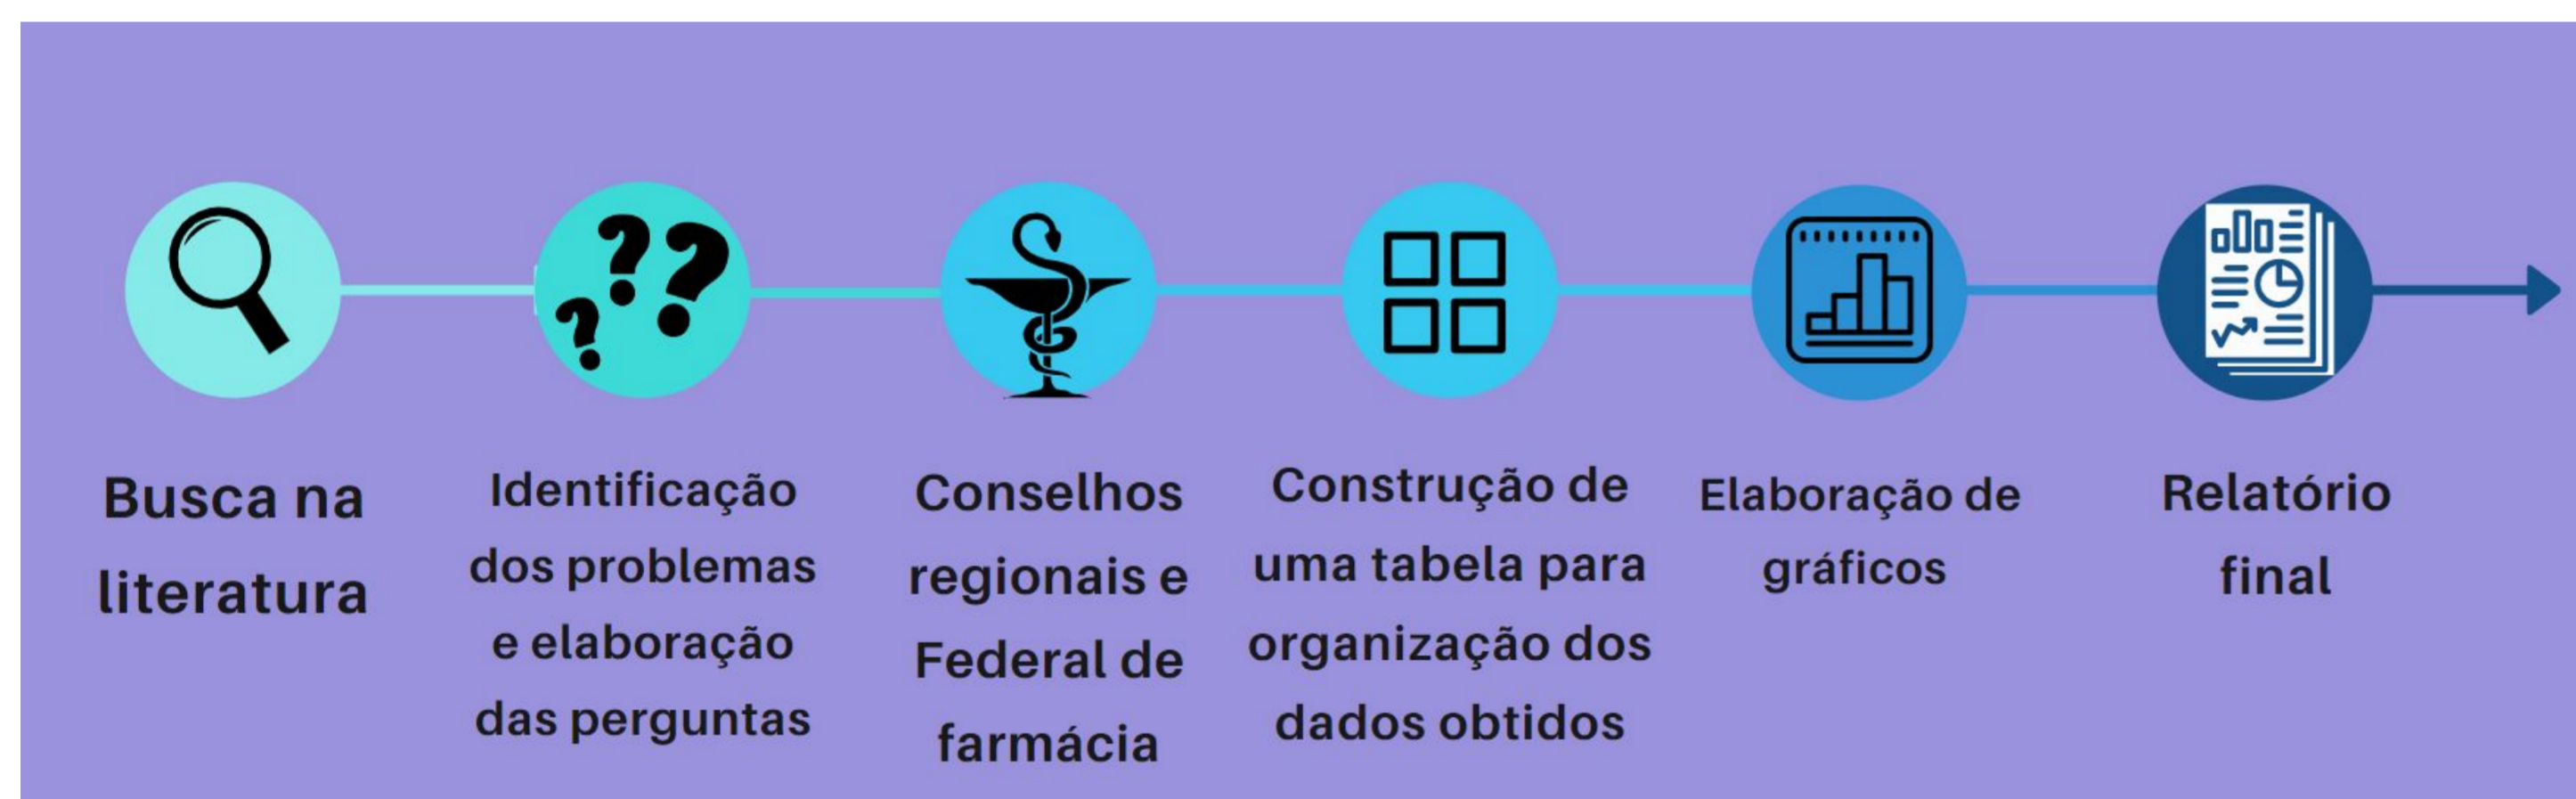 Busca na
literatura
Identificação
dos problemas
e elaboração
das perguntas
Conselhos
regionais e
Federal de
farmácia
Construção de
uma tabela para
organização dos
dados obtidos
Elaboração de
gráficos
Relatório
final